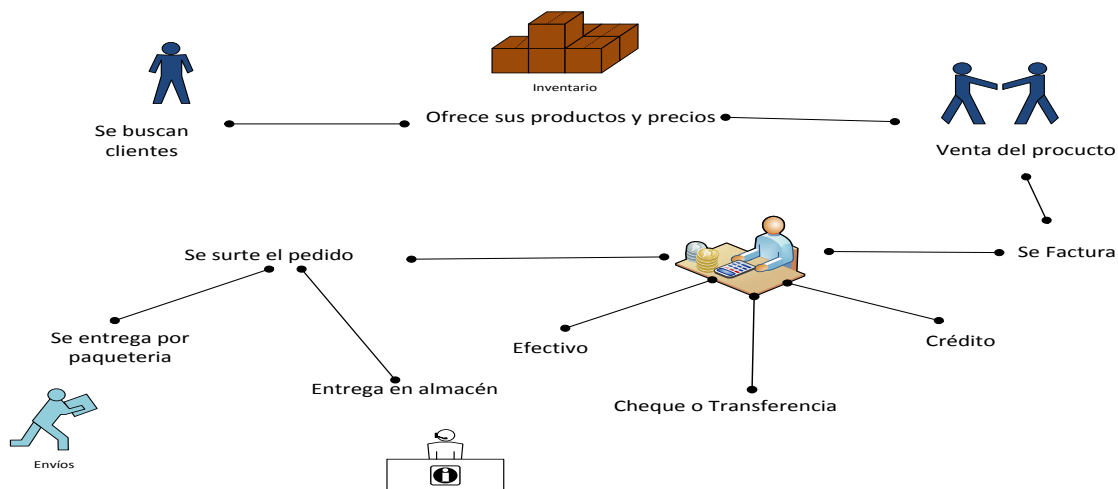 Inventario
Se buscan
clientes
Ofrece sus productos y precios
Venta del procucto
Se surte el pedido
Se Factura
Se entrega por
paqueteria
Efectivo
Crédito
Entrega en almacén
Cheque o Transferencia
Envíos
i